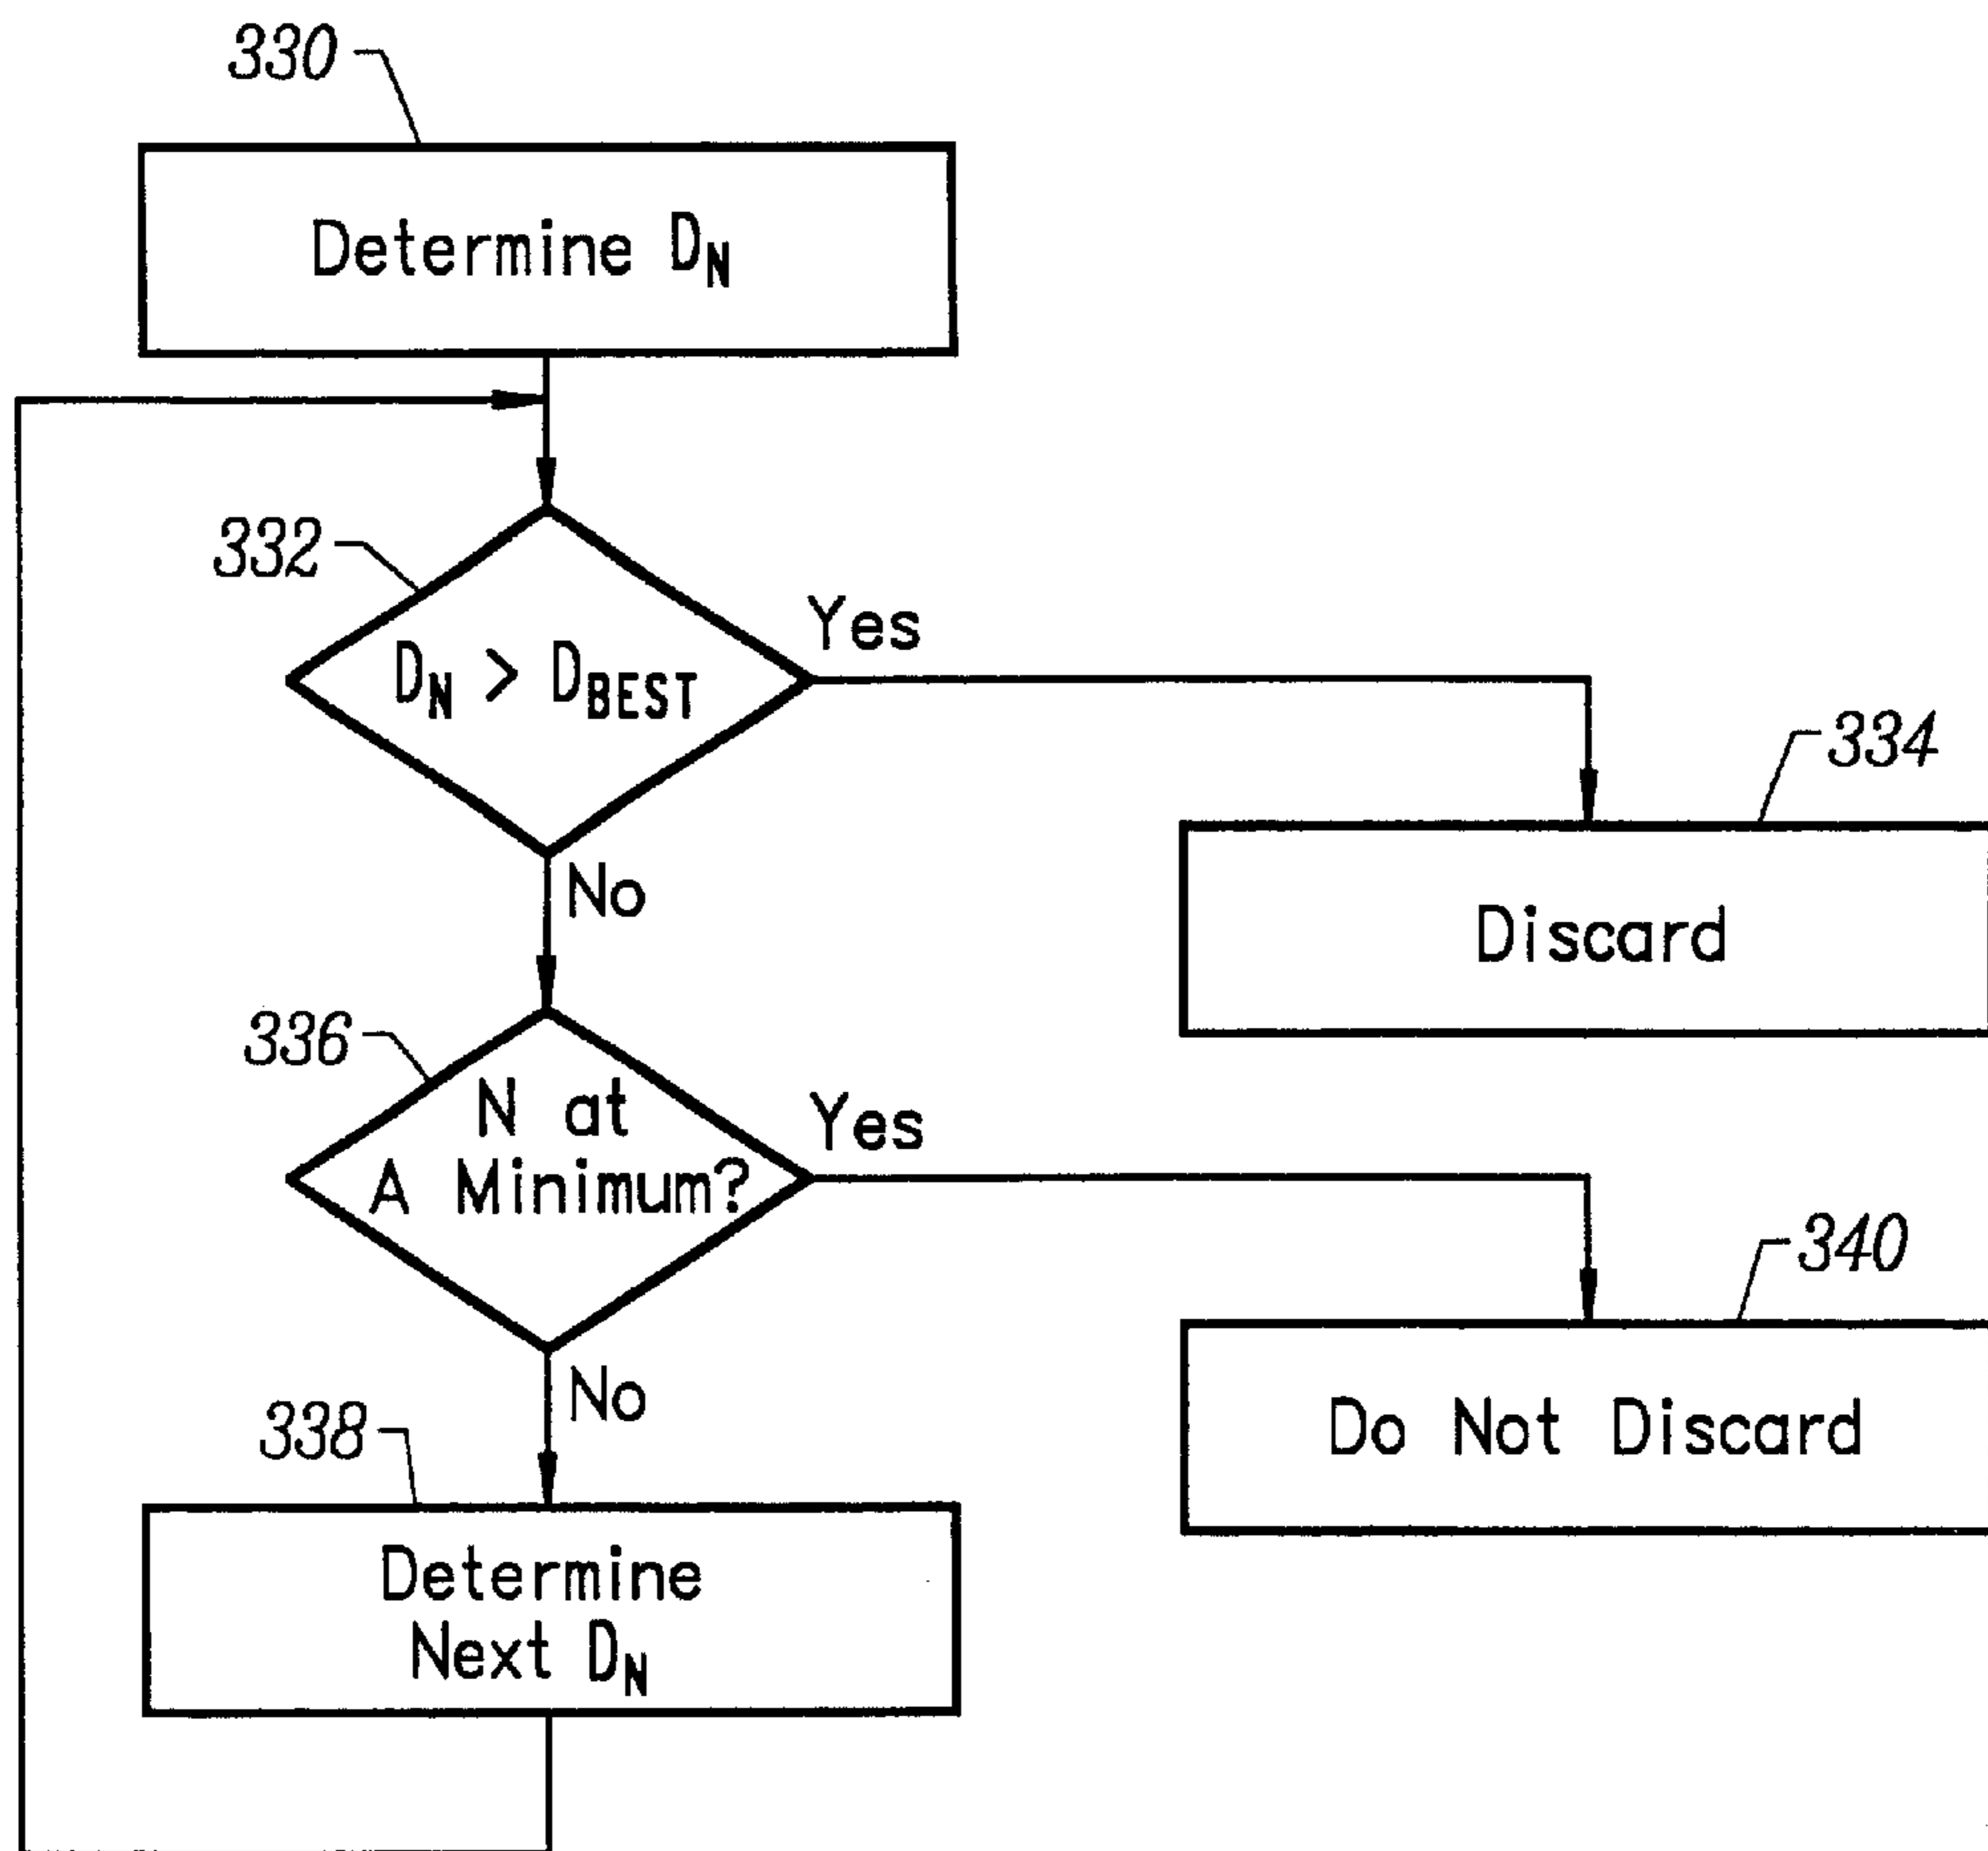 330
Determine D_N
332
D_N > D_BEST
Yes
334
Discard
No
336
N at
A Minimum?
Yes
340
Do Not Discard
No
338
Determine
Next D_N